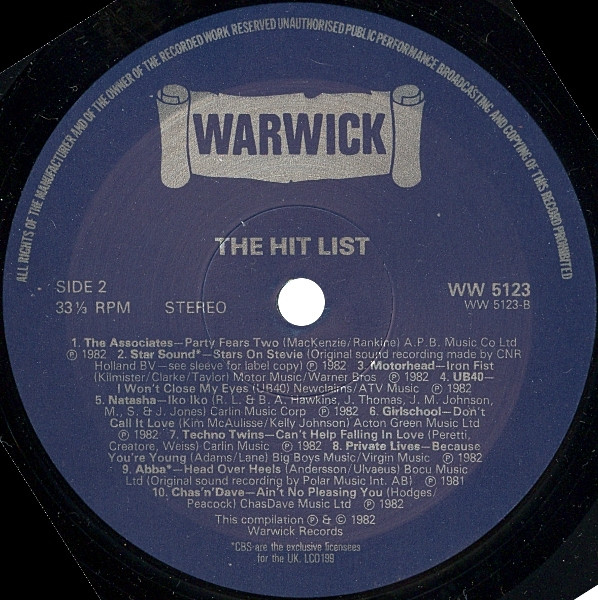 ALL RIGHTS OF THE MANUFACTURER AND OF THE OWNER OF THE RECORDED WORK RESERVED UNAUTHORISED PUBLIC PERFORMANCE BROADCASTING AND COPYING OF THIS RECORD PROHIBITED
WARWICK
THE HIT LIST
SIDE 2
33⅓ RPM STEREO
WW 5123
WW 5123-B
1. The Associates—Party Fears Two (MacKenzie/Rankine) A.P.B. Music Co Ltd
℗ 1982 2. Star Sound*—Stars On Stevie (Original sound recording made by CNR
Holland BV—see sleeve for label copy) ℗ 1982 3. Motorhead—Iron Fist
(Kilmister/Clarke/Taylor) Motor Music/Warner Bros ℗ 1982 4. UB40—
I Won't Close My Eyes (UB40) Newclaims/ATV Music ℗ 1982
5. Natasha—Iko Iko (R. L. & B. A. Hawkins, J. Thomas, J. M. Johnson,
M., S. & J. Jones) Carlin Music Corp ℗ 1982 6. Girlschool—Don't
Call It Love (Kim McAulisse/Kelly Johnson) Acton Green Music Ltd
℗ 1982 7. Techno Twins—Can't Help Falling In Love (Peretti,
Creatore, Weiss) Carlin Music ℗ 1982 8. Private Lives—Because
You're Young (Adams/Lane) Big Boys Music/Virgin Music ℗ 1982
9. Abba*—Head Over Heels (Andersson/Ulvaeus) Bocu Music
Ltd (Original sound recording by Polar Music Int. AB) ℗ 1981
10. Chas'n'Dave—Ain't No Pleasing You (Hodges/
Peacock) ChasDave Music Ltd ℗ 1982
This compilation ℗ & © 1982
Warwick Records
*CBS are the exclusive licensees
for the UK. LC0199